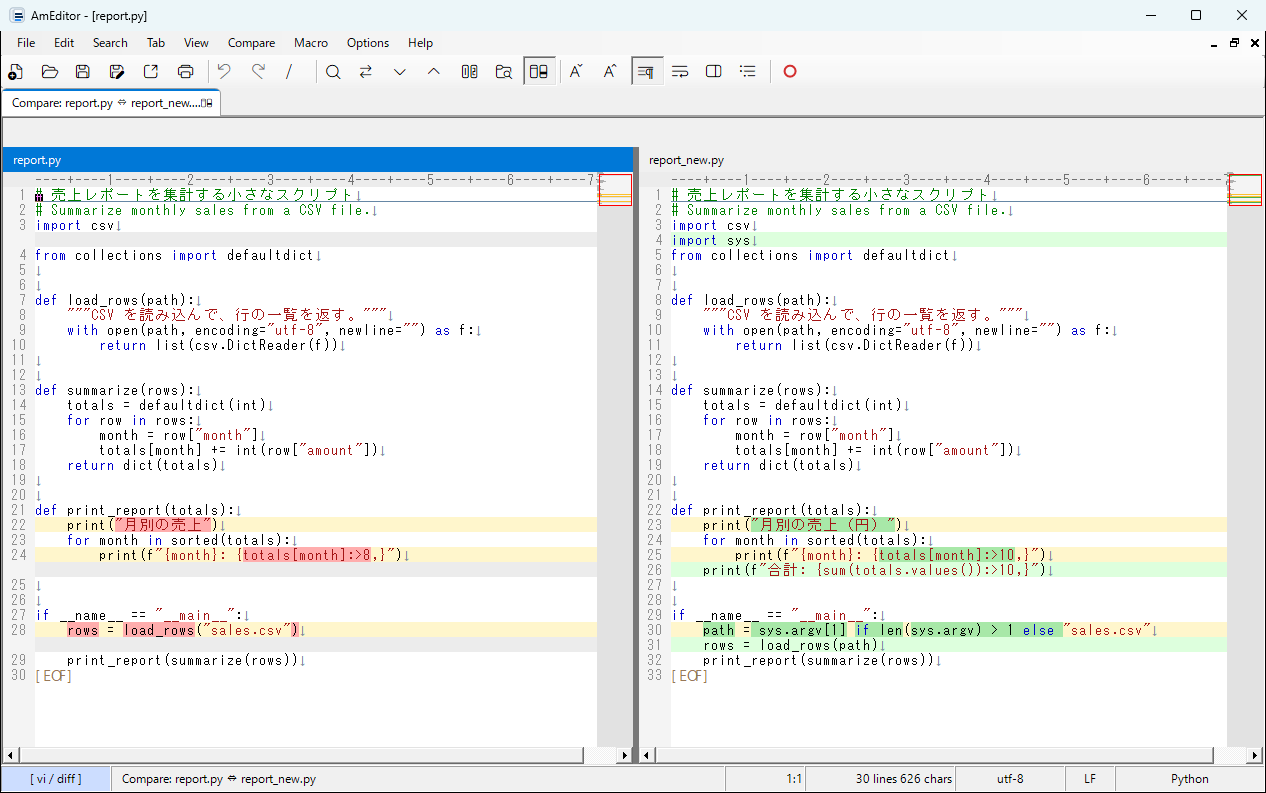 AmEditor - [report.py]
File Edit Search Tab View Compare Macro Options Help
Compare: report.py ⇔ report_new....
report.py
----+----1----+----2----+----3----+----4----+----5----+----6----+----7
1 # 売上レポートを集計する小さなスクリプト↓
2 # Summarize monthly sales from a CSV file.↓
3 import csv↓
4 from collections import defaultdict↓
5 ↓
6 ↓
7 def load_rows(path):↓
8     """CSV を読み込んで、行の一覧を返す。"""↓
9     with open(path, encoding="utf-8", newline="") as f:↓
10         return list(csv.DictReader(f))↓
11 ↓
12 ↓
13 def summarize(rows):↓
14     totals = defaultdict(int)↓
15     for row in rows:↓
16         month = row["month"]↓
17         totals[month] += int(row["amount"])↓
18     return dict(totals)↓
19 ↓
20 ↓
21 def print_report(totals):↓
22     print("月別の売上")↓
23     for month in sorted(totals):↓
24         print(f"{month}: {totals[month]:>8,}")↓
25 ↓
26 ↓
27 if __name__ == "__main__":↓
28     rows = load_rows("sales.csv")↓
29     print_report(summarize(rows))↓
30 [EOF]
report_new.py
----+----1----+----2----+----3----+----4----+----5----+----6----+----7
1 # 売上レポートを集計する小さなスクリプト↓
2 # Summarize monthly sales from a CSV file.↓
3 import csv↓
4 import sys↓
5 from collections import defaultdict↓
6 ↓
7 ↓
8 def load_rows(path):↓
9     """CSV を読み込んで、行の一覧を返す。"""↓
10     with open(path, encoding="utf-8", newline="") as f:↓
11         return list(csv.DictReader(f))↓
12 ↓
13 ↓
14 def summarize(rows):↓
15     totals = defaultdict(int)↓
16     for row in rows:↓
17         month = row["month"]↓
18         totals[month] += int(row["amount"])↓
19     return dict(totals)↓
20 ↓
21 ↓
22 def print_report(totals):↓
23     print("月別の売上（円）")↓
24     for month in sorted(totals):↓
25         print(f"{month}: {totals[month]:>10,}")↓
26     print(f"合計: {sum(totals.values()):>10,}")↓
27 ↓
28 ↓
29 if __name__ == "__main__":↓
30     path = sys.argv[1] if len(sys.argv) > 1 else "sales.csv"↓
31     rows = load_rows(path)↓
32     print_report(summarize(rows))↓
33 [EOF]
[ vi / diff ] Compare: report.py ⇔ report_new.py 1:1 30 lines 626 chars utf-8 LF Python